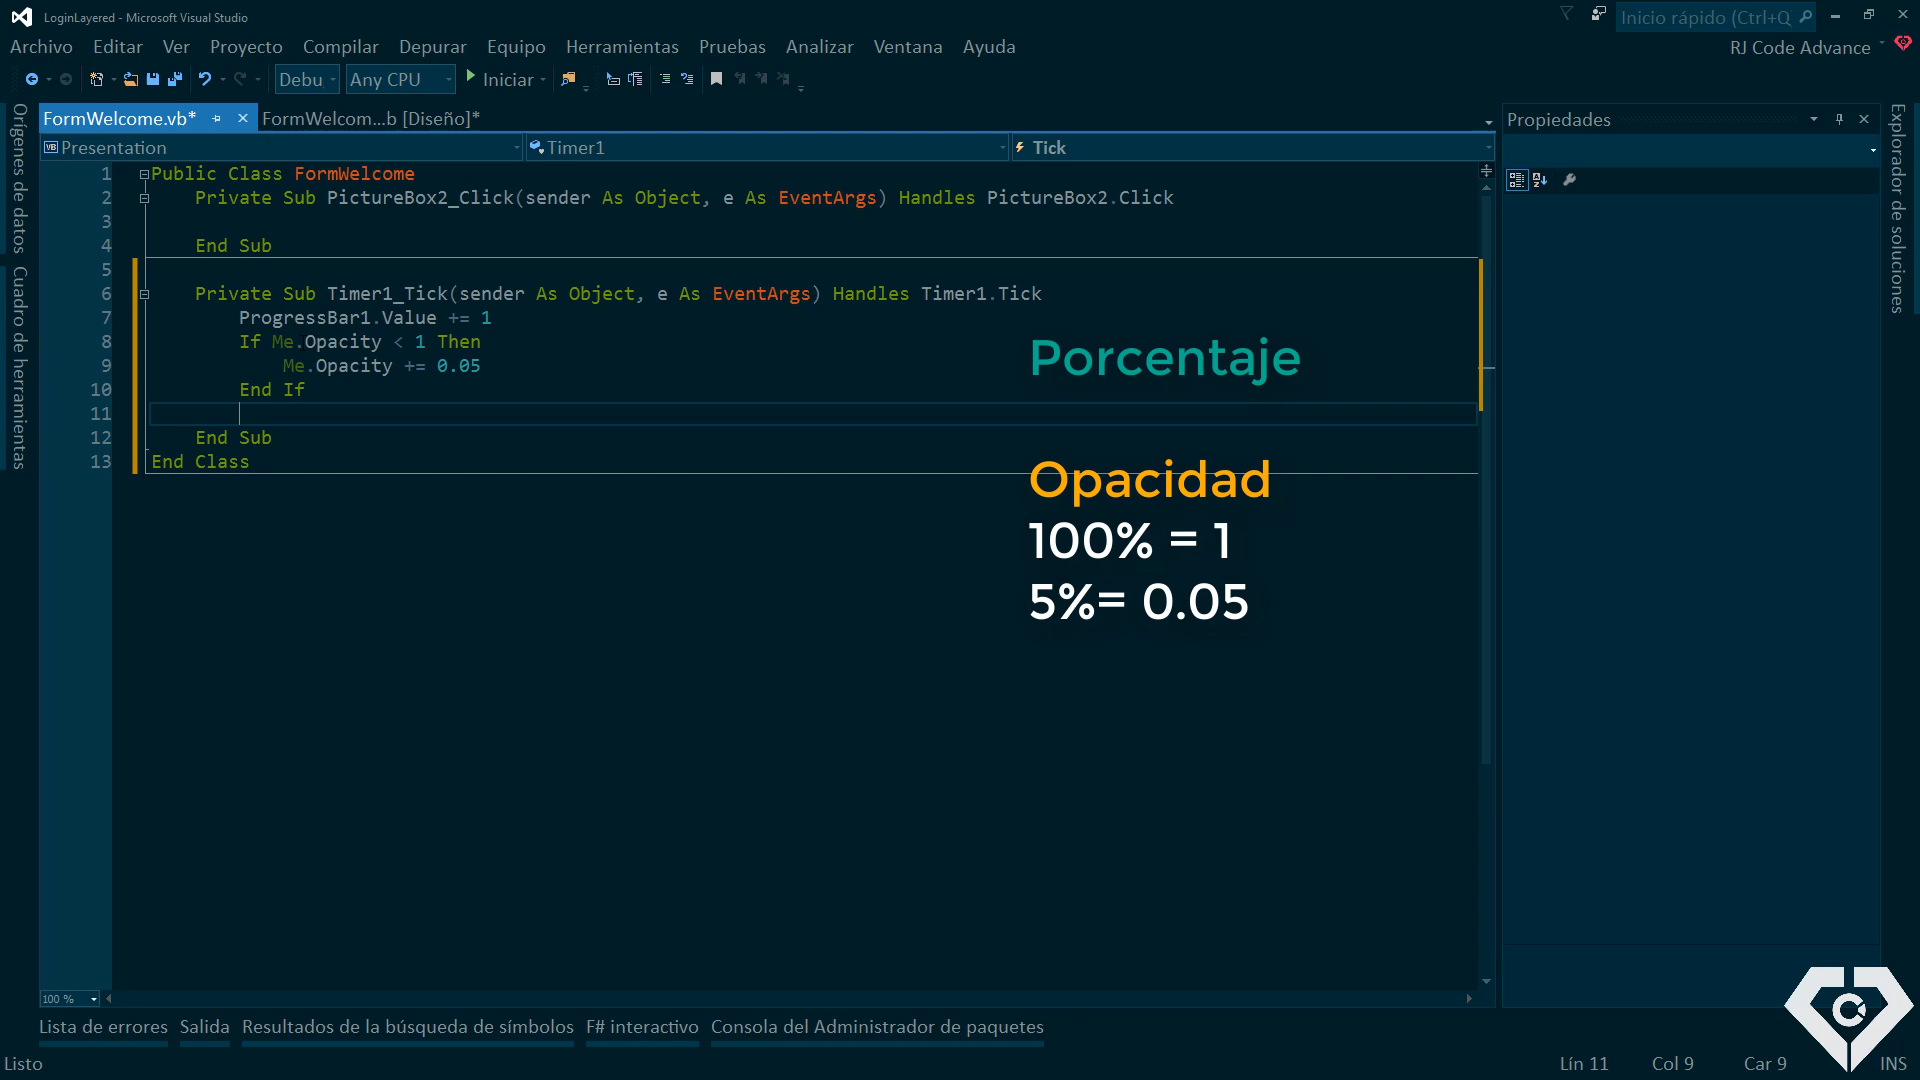 LoginLayered - Microsoft Visual Studio
Inicio rápido (Ctrl+Q
Archivo Editar Ver Proyecto Compilar Depurar Equipo Herramientas Pruebas Analizar Ventana Ayuda
RJ Code Advance
Debu Any CPU Iniciar
Orígenes de datos
Cuadro de herramientas
FormWelcome.vb* FormWelcom...b [Diseño]*
Presentation Timer1 Tick
1 Public Class FormWelcome
2 Private Sub PictureBox2_Click(sender As Object, e As EventArgs) Handles PictureBox2.Click
3
4 End Sub
5
6 Private Sub Timer1_Tick(sender As Object, e As EventArgs) Handles Timer1.Tick
7 ProgressBar1.Value += 1
8 If Me.Opacity < 1 Then
9 Me.Opacity += 0.05
10 End If
11
12 End Sub
13 End Class
Porcentaje
Opacidad
100% = 1
5%= 0.05
Propiedades
Explorador de soluciones
100 %
Lista de errores Salida Resultados de la búsqueda de símbolos F# interactivo Consola del Administrador de paquetes
Listo
Lín 11 Col 9 Car 9 INS